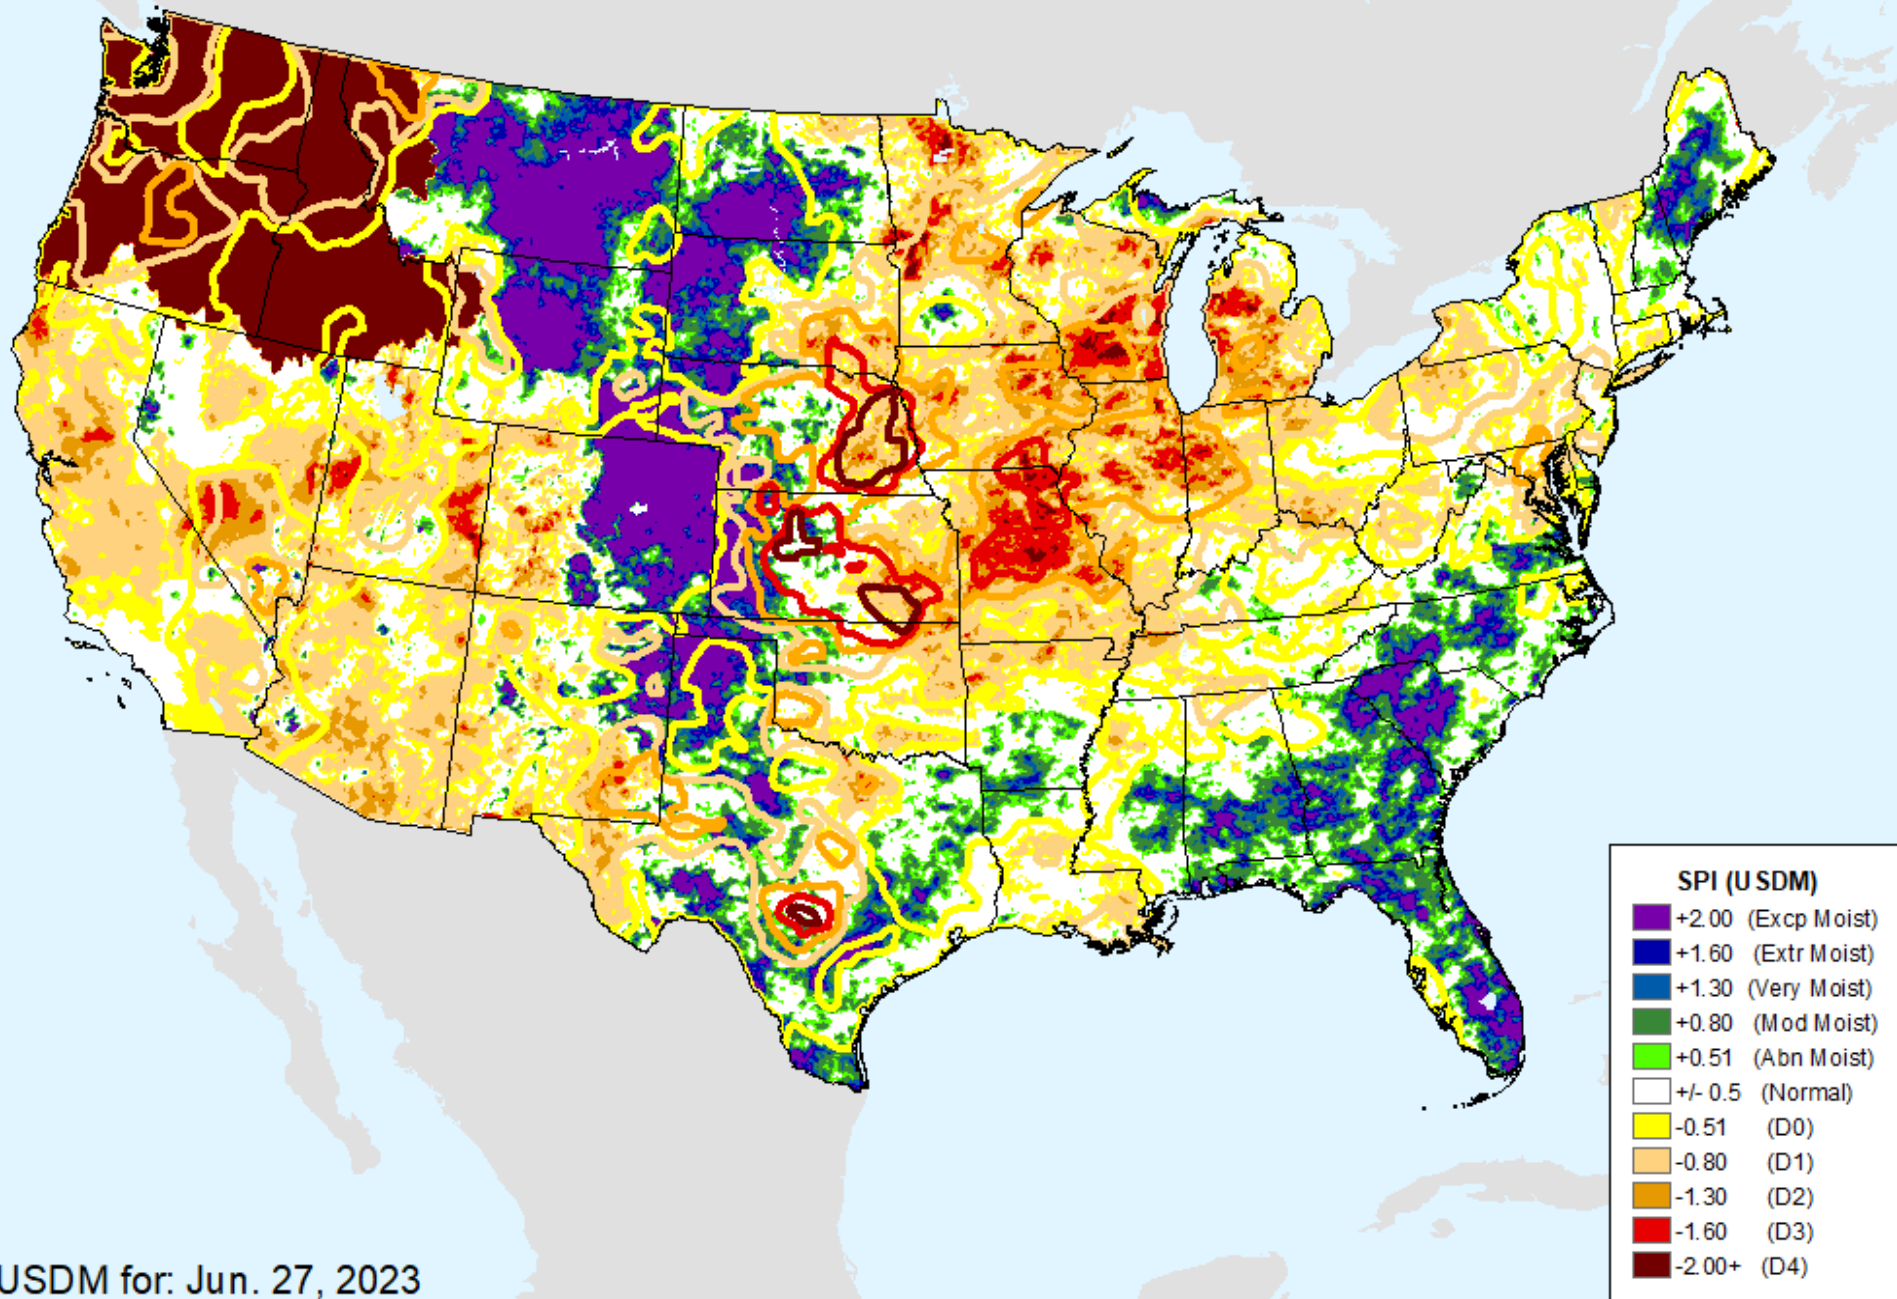 SPI (USDM)
+2.00 (Excp Moist)
+1.60 (Extr Moist)
+1.30 (Very Moist)
+0.80 (Mod Moist)
+0.51 (Abn Moist)
+/- 0.5 (Normal)
-0.51 (D0)
-0.80 (D1)
-1.30 (D2)
-1.60 (D3)
-2.00+ (D4)
USDM for: Jun. 27, 2023